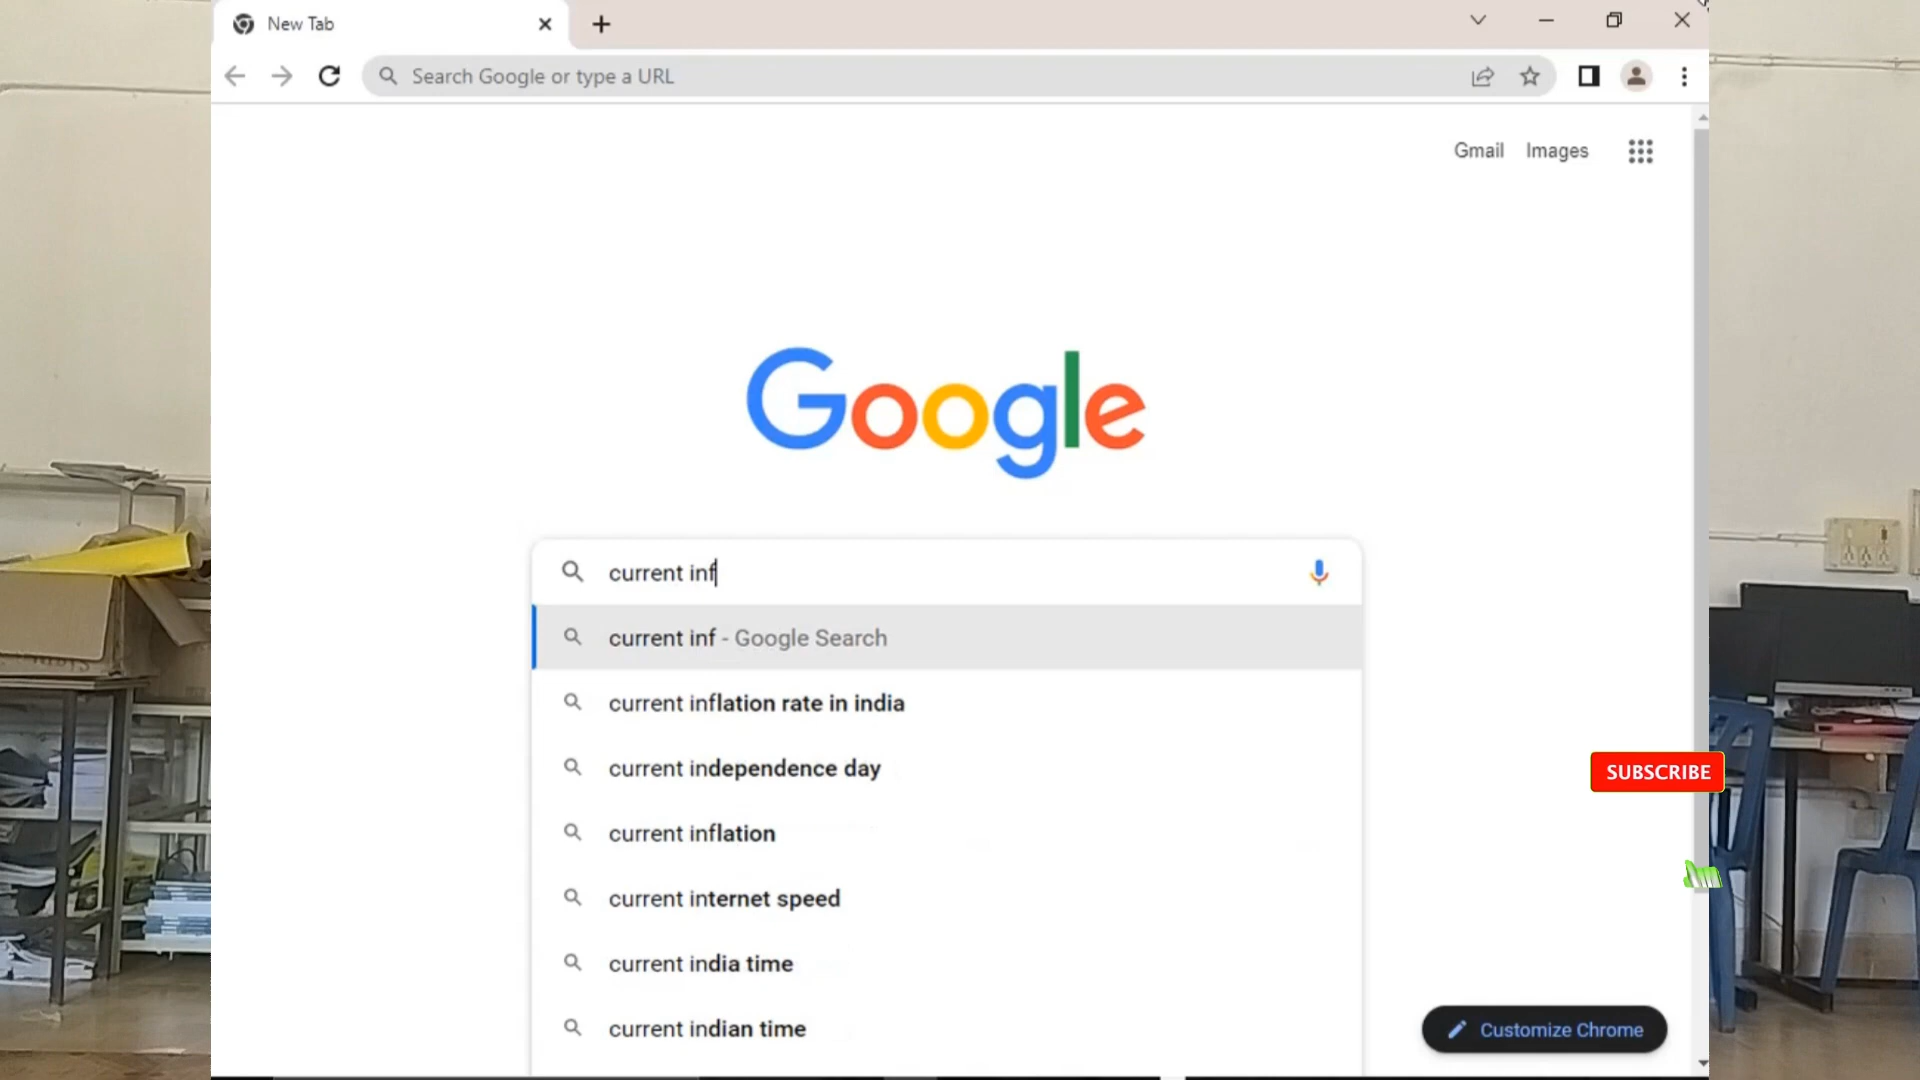 New Tab
Search Google or type a URL
Gmail Images
Google
current inf
current inf - Google Search
current inflation rate in india
current independence day
current inflation
current internet speed
current india time
current indian time
SUBSCRIBE
Customize Chrome